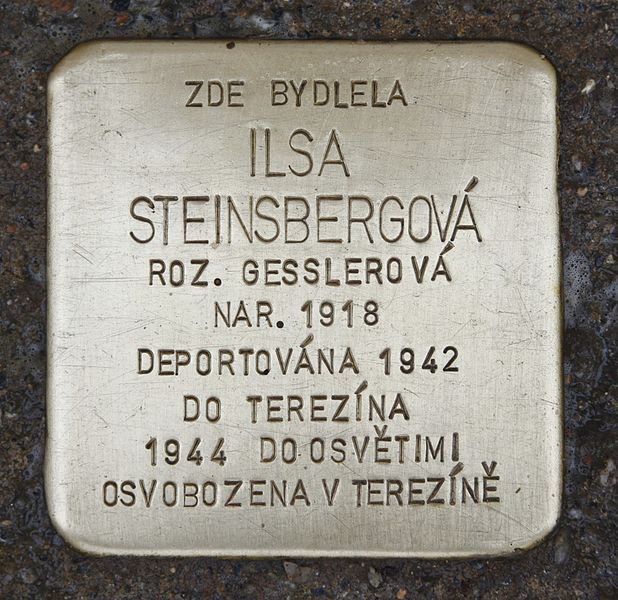 ZDE BYDLELA
ILSA
STEINSBERGOVÁ
ROZ. GESSLEROVÁ
NAR. 1918
DEPORTOVÁNA 1942
DO TEREZÍNA
1944 DO OSVĚTIMI
OSVOBOZENA V TEREZÍNĚ